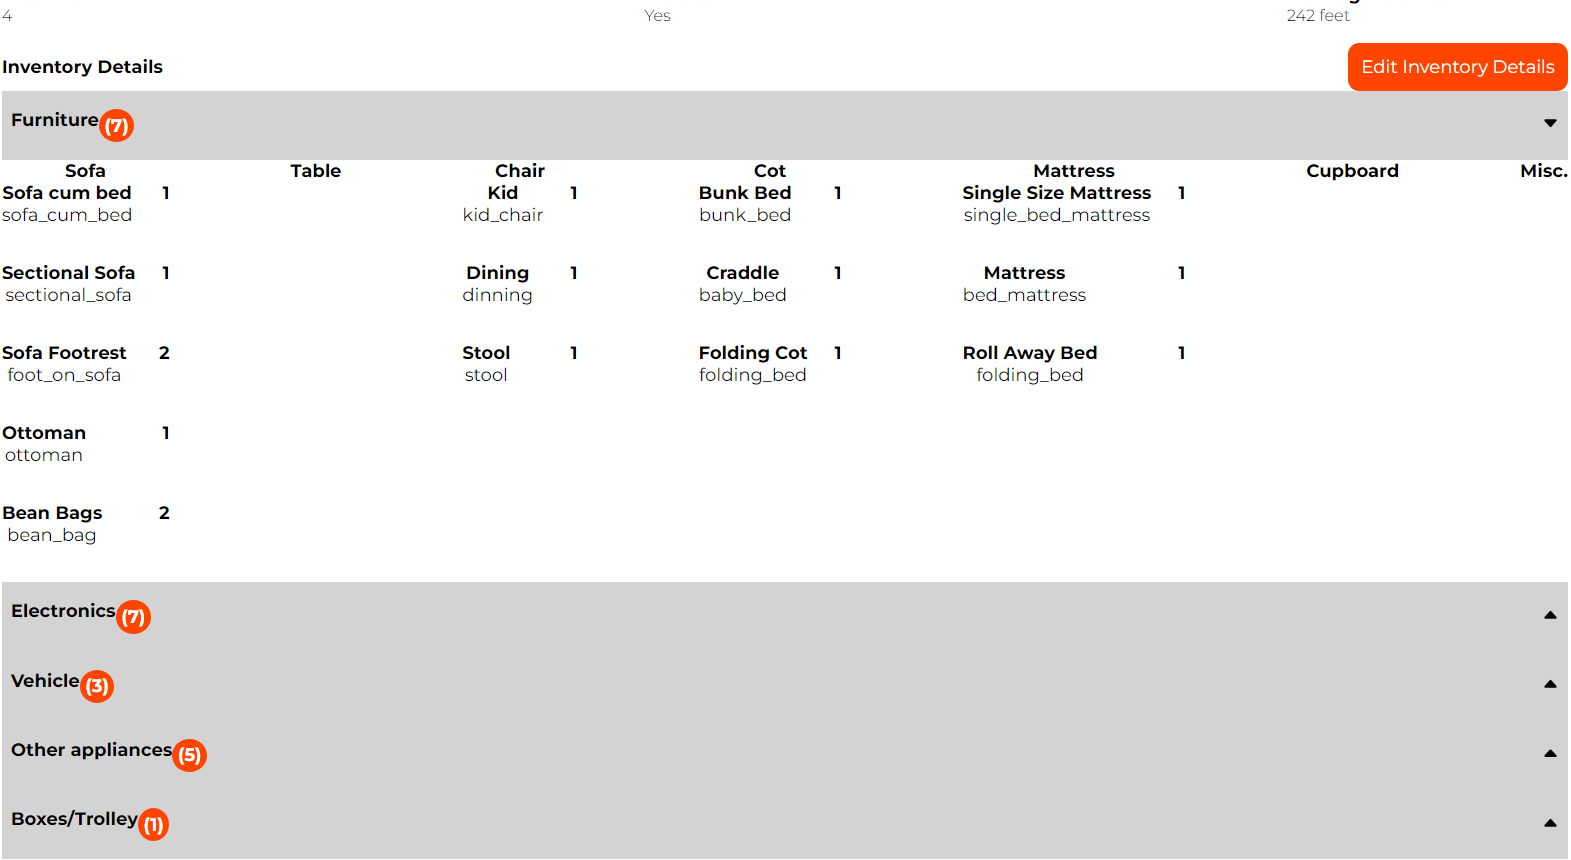 4 Yes 242 feet
Inventory Details Edit Inventory Details
Furniture (7)
Sofa Table Chair Cot Mattress Cupboard Misc.
Sofa cum bed 1 Kid 1 Bunk Bed 1 Single Size Mattress 1
sofa_cum_bed kid_chair bunk_bed single_bed_mattress
Sectional Sofa 1 Dining 1 Craddle 1 Mattress 1
sectional_sofa dinning baby_bed bed_mattress
Sofa Footrest 2 Stool 1 Folding Cot 1 Roll Away Bed 1
foot_on_sofa stool folding_bed folding_bed
Ottoman 1
ottoman
Bean Bags 2
bean_bag
Electronics (7)
Vehicle (3)
Other appliances (5)
Boxes/Trolley (1)